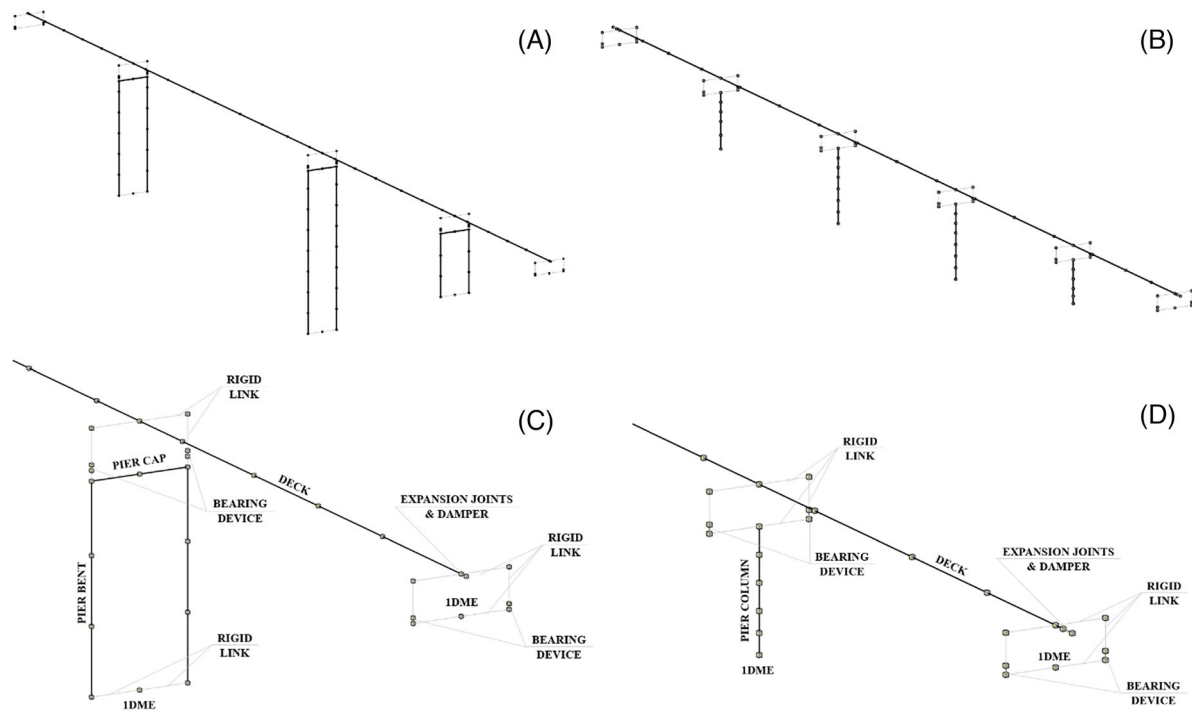 (A)
(B)
RIGID
LINK
(C)
PIER CAP
DECK
BEARING
DEVICE
EXPANSION JOINTS
& DAMPER
RIGID
LINK
PIER BENT
1DME
BEARING
DEVICE
RIGID
LINK
1DME
(D)
RIGID
LINK
BEARING
DEVICE
DECK
EXPANSION JOINTS
& DAMPER
RIGID
LINK
PIER COLUMN
1DME
1DME
BEARING
DEVICE